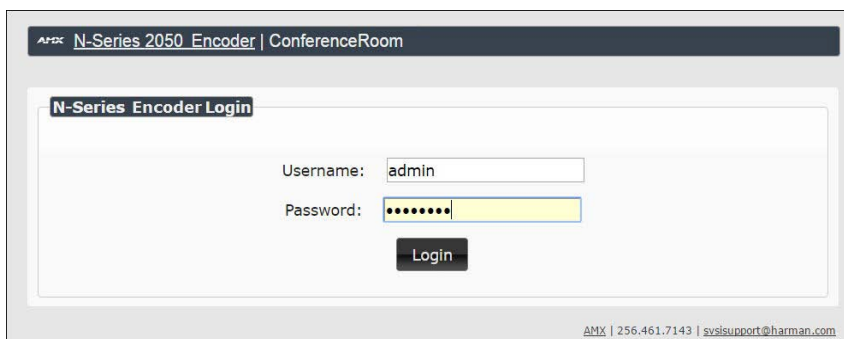 AMX N-Series 2050 Encoder | ConferenceRoom
N-Series Encoder Login
Username: admin
Password: ••••••••
Login
AMX | 256.461.7143 | svsisupport@harman.com